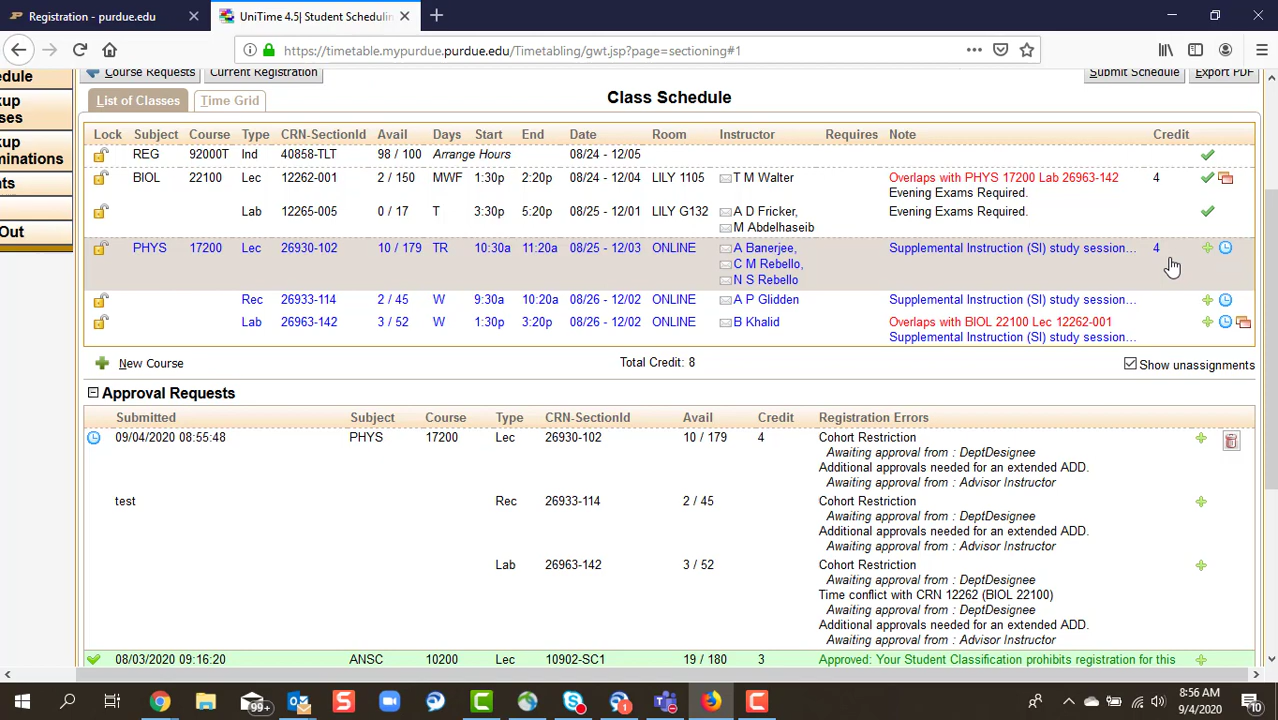 Registration - purdue.edu
UniTime 4.5| Student Schedulin
https://timetable.mypurdue.purdue.edu/Timetabling/gwt.jsp?page=sectioning#1
edule
kup
ses
kup
minations
nts
Out
Course Requests Current Registration Submit Schedule Export PDF
List of Classes Time Grid Class Schedule
Lock Subject Course Type CRN-SectionId Avail Days Start End Date Room Instructor Requires Note Credit
REG 92000T Ind 40858-TLT 98 / 100 Arrange Hours 08/24 - 12/05
BIOL 22100 Lec 12262-001 2 / 150 MWF 1:30p 2:20p 08/24 - 12/04 LILY 1105 T M Walter Overlaps with PHYS 17200 Lab 26963-142 4
Evening Exams Required.
Lab 12265-005 0 / 17 T 3:30p 5:20p 08/25 - 12/01 LILY G132 A D Fricker, Evening Exams Required.
M Abdelhaseib
PHYS 17200 Lec 26930-102 10 / 179 TR 10:30a 11:20a 08/25 - 12/03 ONLINE A Banerjee, Supplemental Instruction (SI) study session... 4
C M Rebello,
N S Rebello
Rec 26933-114 2 / 45 W 9:30a 10:20a 08/26 - 12/02 ONLINE A P Glidden Supplemental Instruction (SI) study session...
Lab 26963-142 3 / 52 W 1:30p 3:20p 08/26 - 12/02 ONLINE B Khalid Overlaps with BIOL 22100 Lec 12262-001
Supplemental Instruction (SI) study session...
New Course Total Credit: 8 Show unassignments
Approval Requests
Submitted Subject Course Type CRN-SectionId Avail Credit Registration Errors
09/04/2020 08:55:48 PHYS 17200 Lec 26930-102 10 / 179 4 Cohort Restriction
Awaiting approval from : DeptDesignee
Additional approvals needed for an extended ADD.
Awaiting approval from : Advisor Instructor
test Rec 26933-114 2 / 45 Cohort Restriction
Awaiting approval from : DeptDesignee
Additional approvals needed for an extended ADD.
Awaiting approval from : Advisor Instructor
Lab 26963-142 3 / 52 Cohort Restriction
Awaiting approval from : DeptDesignee
Time conflict with CRN 12262 (BIOL 22100)
Awaiting approval from : DeptDesignee
Additional approvals needed for an extended ADD.
Awaiting approval from : Advisor Instructor
08/03/2020 09:16:20 ANSC 10200 Lec 10902-SC1 19 / 180 3 Approved: Your Student Classification prohibits registration for this
99+
1
8:56 AM
9/4/2020
10